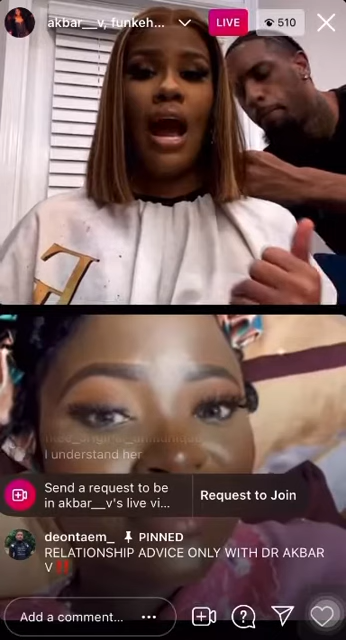 akbar__v, funkeh...
LIVE
510
I understand her
Send a request to be
in akbar__v's live vi...
Request to Join
deontaem_ PINNED
RELATIONSHIP ADVICE ONLY WITH DR AKBAR
V‼️
Add a comment...